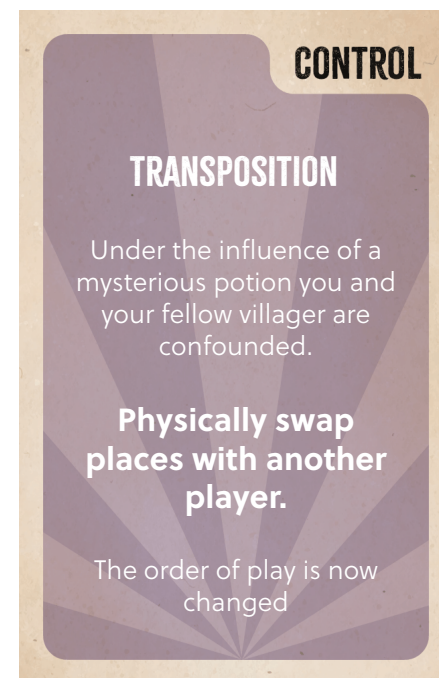 CONTROL
TRANSPOSITION
Under the influence of a
mysterious potion you and
your fellow villager are
confounded.
Physically swap
places with another
player.
The order of play is now
changed